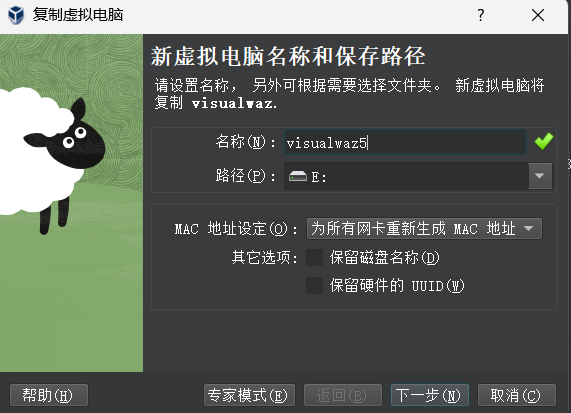 复制虚拟电脑
新虚拟电脑名称和保存路径
请设置名称， 另外可根据需要选择文件夹。 新虚拟电脑将
复制 visualwaz.
名称(N)： visualwaz5
路径(P)： E:
MAC 地址设定(O)： 为所有网卡重新生成 MAC 地址
其它选项: 保留磁盘名称(D)
保留硬件的 UUID(W)
帮助(H) 专家模式(E) 返回(B) 下一步(N) 取消(C)